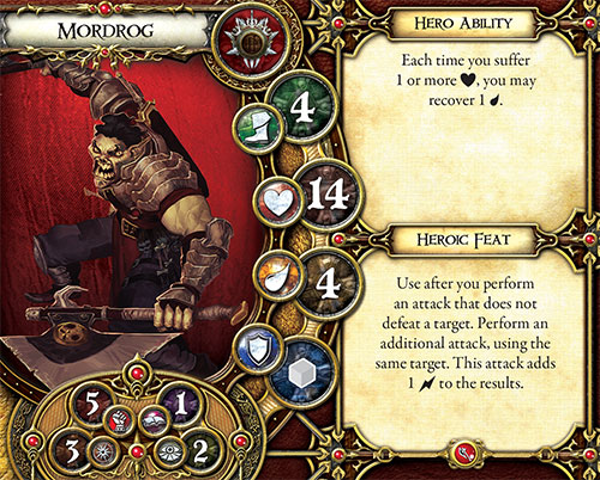 Mordrog
4
14
4
5
1
3
2
Hero Ability
Each time you suffer
1 or more ♥, you may
recover 1 .
Heroic Feat
Use after you perform
an attack that does not
defeat a target. Perform an
additional attack, using the
same target. This attack adds
1 to the results.